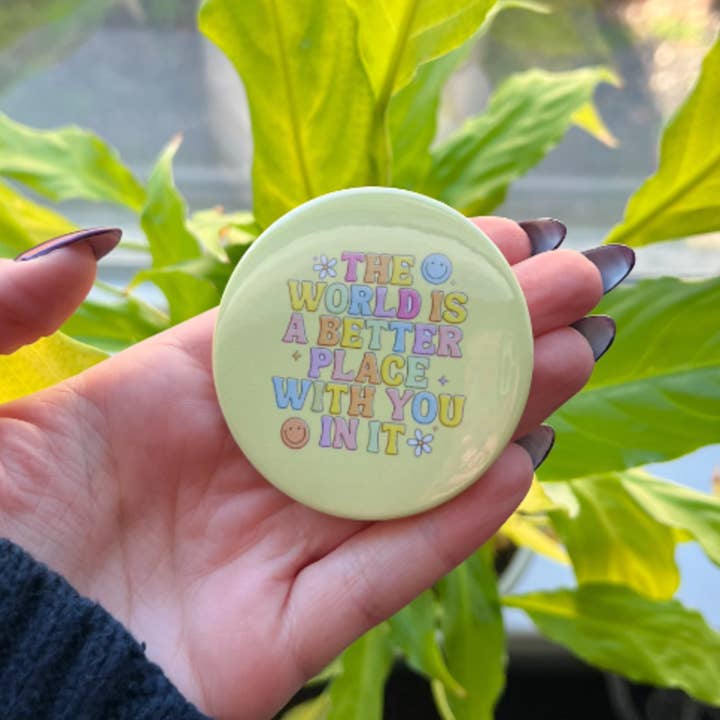 THE
WORLD IS
A BETTER
PLACE
WITH YOU
IN IT